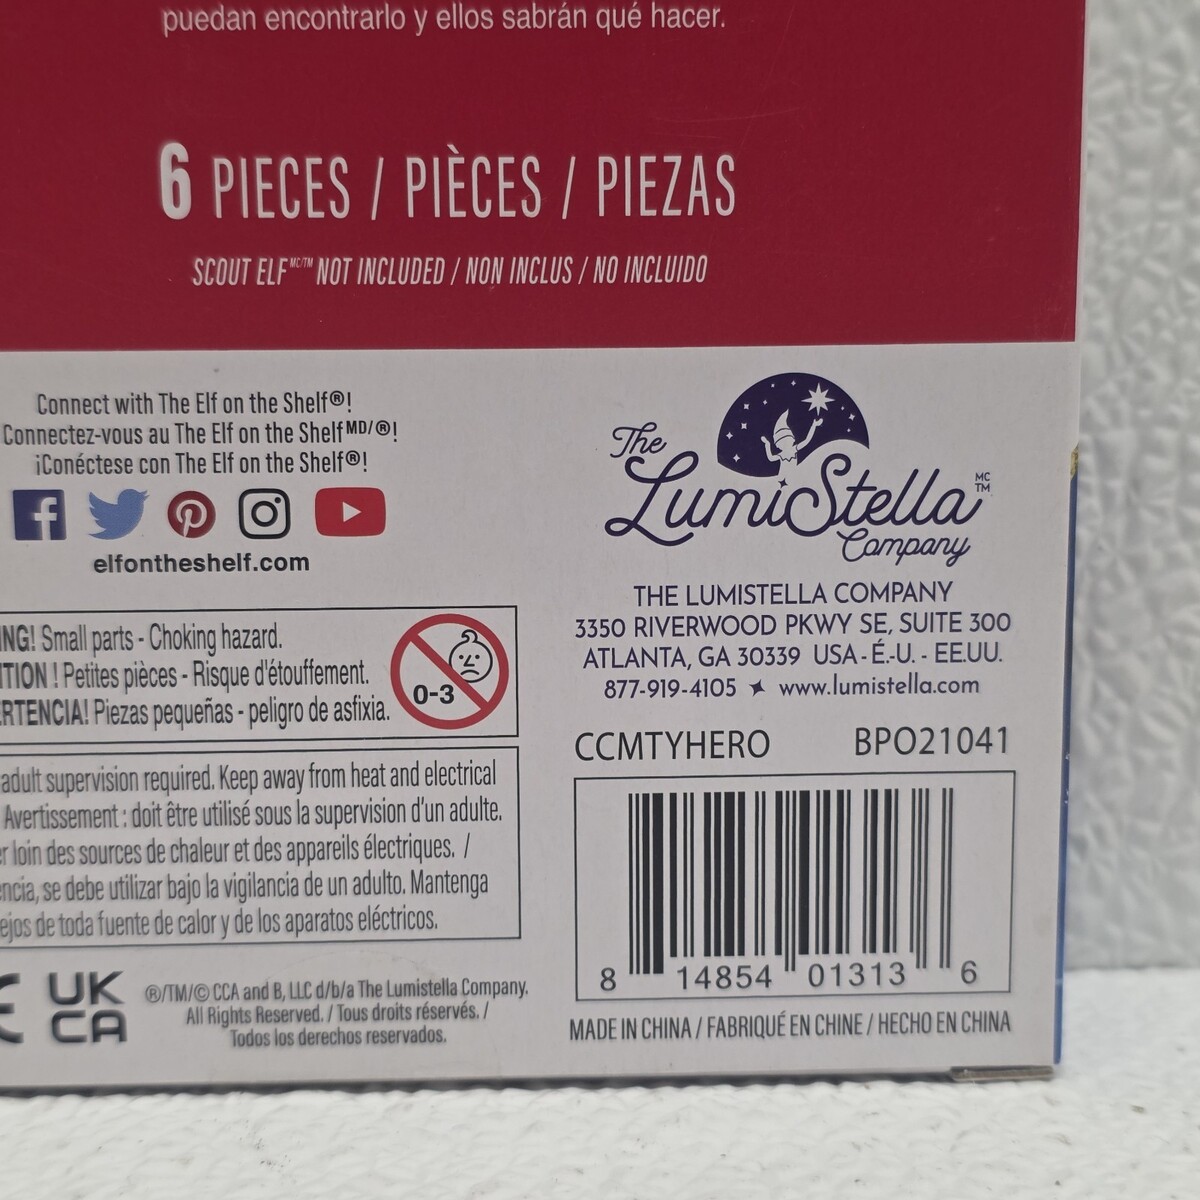 puedan encontrarlo y ellos sabrán qué hacer.
6 PIECES / PIÈCES / PIEZAS
SCOUT ELF MC/TM NOT INCLUDED / NON INCLUS / NO INCLUIDO
Connect with The Elf on the Shelf®!
Connectez-vous au The Elf on the Shelf MD/®!
¡Conéctese con The Elf on the Shelf®!
elfontheshelf.com
NG! Small parts - Choking hazard.
TION ! Petites pièces - Risque d'étouffement.
RTENCIA! Piezas pequeñas - peligro de asfixia.
0-3
adult supervision required. Keep away from heat and electrical
Avertissement : doit être utilisé sous la supervision d'un adulte.
er loin des sources de chaleur et des appareils électriques. /
encia, se debe utilizar bajo la vigilancia de un adulto. Mantenga
ejos de toda fuente de calor y de los aparatos eléctricos.
UK
CA
®/TM/© CCA and B, LLC d/b/a The Lumistella Company.
All Rights Reserved. / Tous droits réservés. /
Todos los derechos reservados.
The
LumiStella MC TM
Company
THE LUMISTELLA COMPANY
3350 RIVERWOOD PKWY SE, SUITE 300
ATLANTA, GA 30339 USA - É.-U. - EE.UU.
877-919-4105 www.lumistella.com
CCMTYHERO BPO21041
8 14854 01313 6
MADE IN CHINA / FABRIQUÉ EN CHINE / HECHO EN CHINA